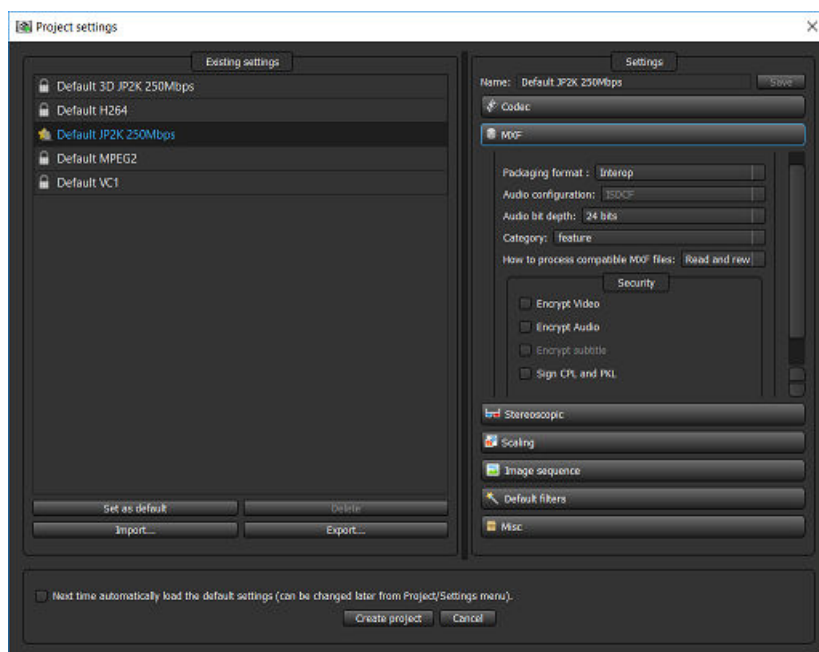 Project settings
Existing settings
Default 3D JP2K 250Mbps
Default H264
Default JP2K 250Mbps
Default MPEG2
Default VC1
Set as default
Delete
Import...
Export...
Settings
Name: Default JP2K 250Mbps
Save
Codec
MXF
Packaging format : Interop
Audio configuration: ISDCF
Audio bit depth: 24 bits
Category: feature
How to process compatible MXF files: Read and rew
Security
Encrypt Video
Encrypt Audio
Encrypt subtitle
Sign CPL and PKL
Stereoscopic
Scaling
Image sequence
Default filters
Misc
Next time automatically load the default settings (can be changed later from Project/Settings menu).
Create project
Cancel